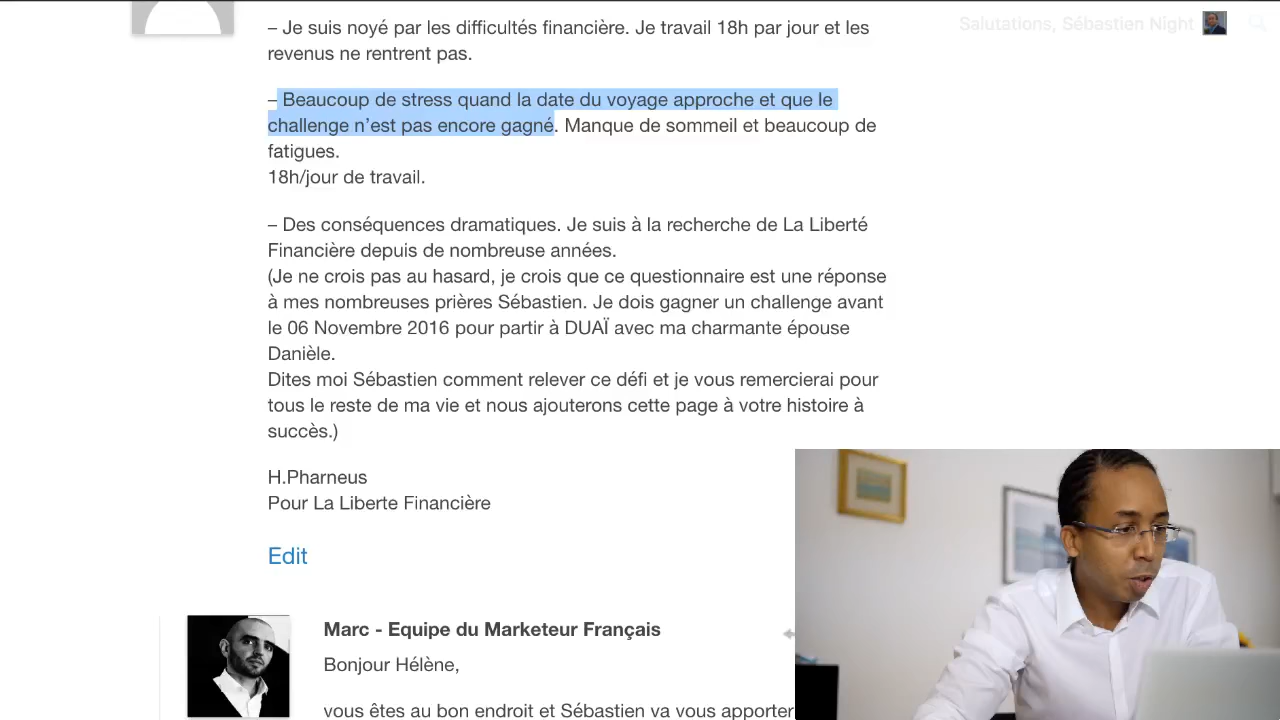 Salutations, Sébastien Night
– Je suis noyé par les difficultés financière. Je travail 18h par jour et les
revenus ne rentrent pas.
– Beaucoup de stress quand la date du voyage approche et que le
challenge n’est pas encore gagné. Manque de sommeil et beaucoup de
fatigues.
18h/jour de travail.
– Des conséquences dramatiques. Je suis à la recherche de La Liberté
Financière depuis de nombreuse années.
(Je ne crois pas au hasard, je crois que ce questionnaire est une réponse
à mes nombreuses prières Sébastien. Je dois gagner un challenge avant
le 06 Novembre 2016 pour partir à DUAÏ avec ma charmante épouse
Danièle.
Dites moi Sébastien comment relever ce défi et je vous remercierai pour
tous le reste de ma vie et nous ajouterons cette page à votre histoire à
succès.)
H.Pharneus
Pour La Liberte Financière
Edit
Marc - Equipe du Marketeur Français
Bonjour Hélène,
vous êtes au bon endroit et Sébastien va vous apporter